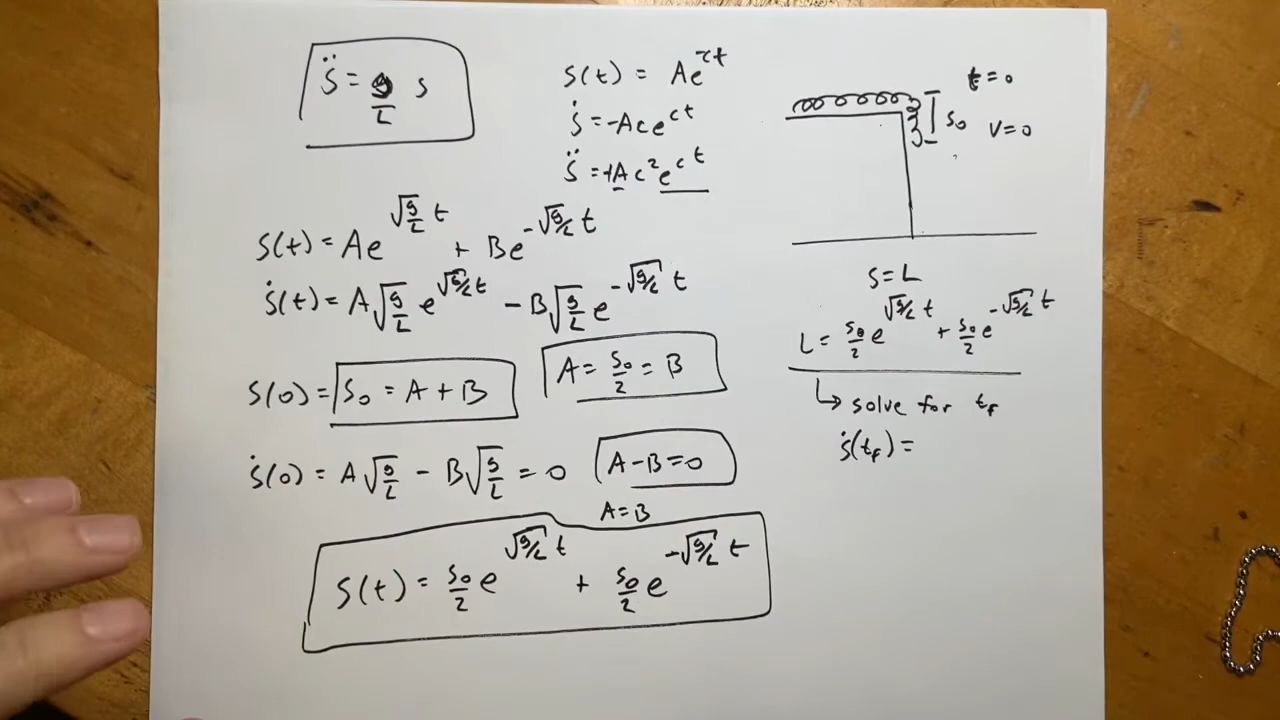 s̈ = g/L s
s(t) = Ae^{ct}
ṡ = -Ace^{ct}
s̈ = +Ac²e^{ct}
s(t) = Ae^{√(g/L) t} + Be^{-√(g/L) t}
ṡ(t) = A√(g/L) e^{√(g/L) t} - B√(g/L) e^{-√(g/L) t}
s(0) = s₀ = A + B
A = s₀/2 = B
ṡ(0) = A√(g/L) - B√(g/L) = 0
A-B=0
A=B
s(t) = s₀/2 e^{√(g/L) t} + s₀/2 e^{-√(g/L) t}
t=0
s₀
v=0
s=L
L = s₀/2 e^{√(g/L) t} + s₀/2 e^{-√(g/L) t}
↳ solve for t_f
ṡ(t_f) =